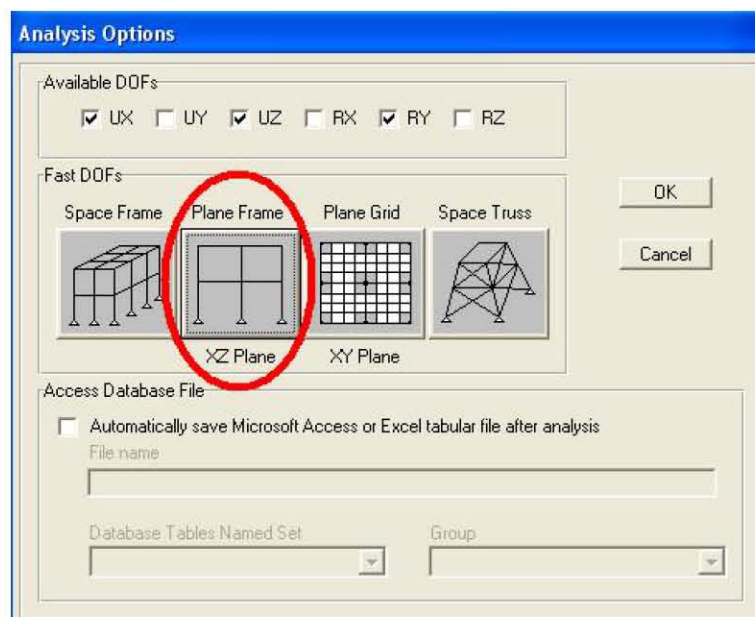 Analysis Options
Available DOFs
UX UY UZ RX RY RZ
Fast DOFs
Space Frame Plane Frame Plane Grid Space Truss
OK
Cancel
XZ Plane XY Plane
Access Database File
Automatically save Microsoft Access or Excel tabular file after analysis
File name
Database Tables Named Set Group